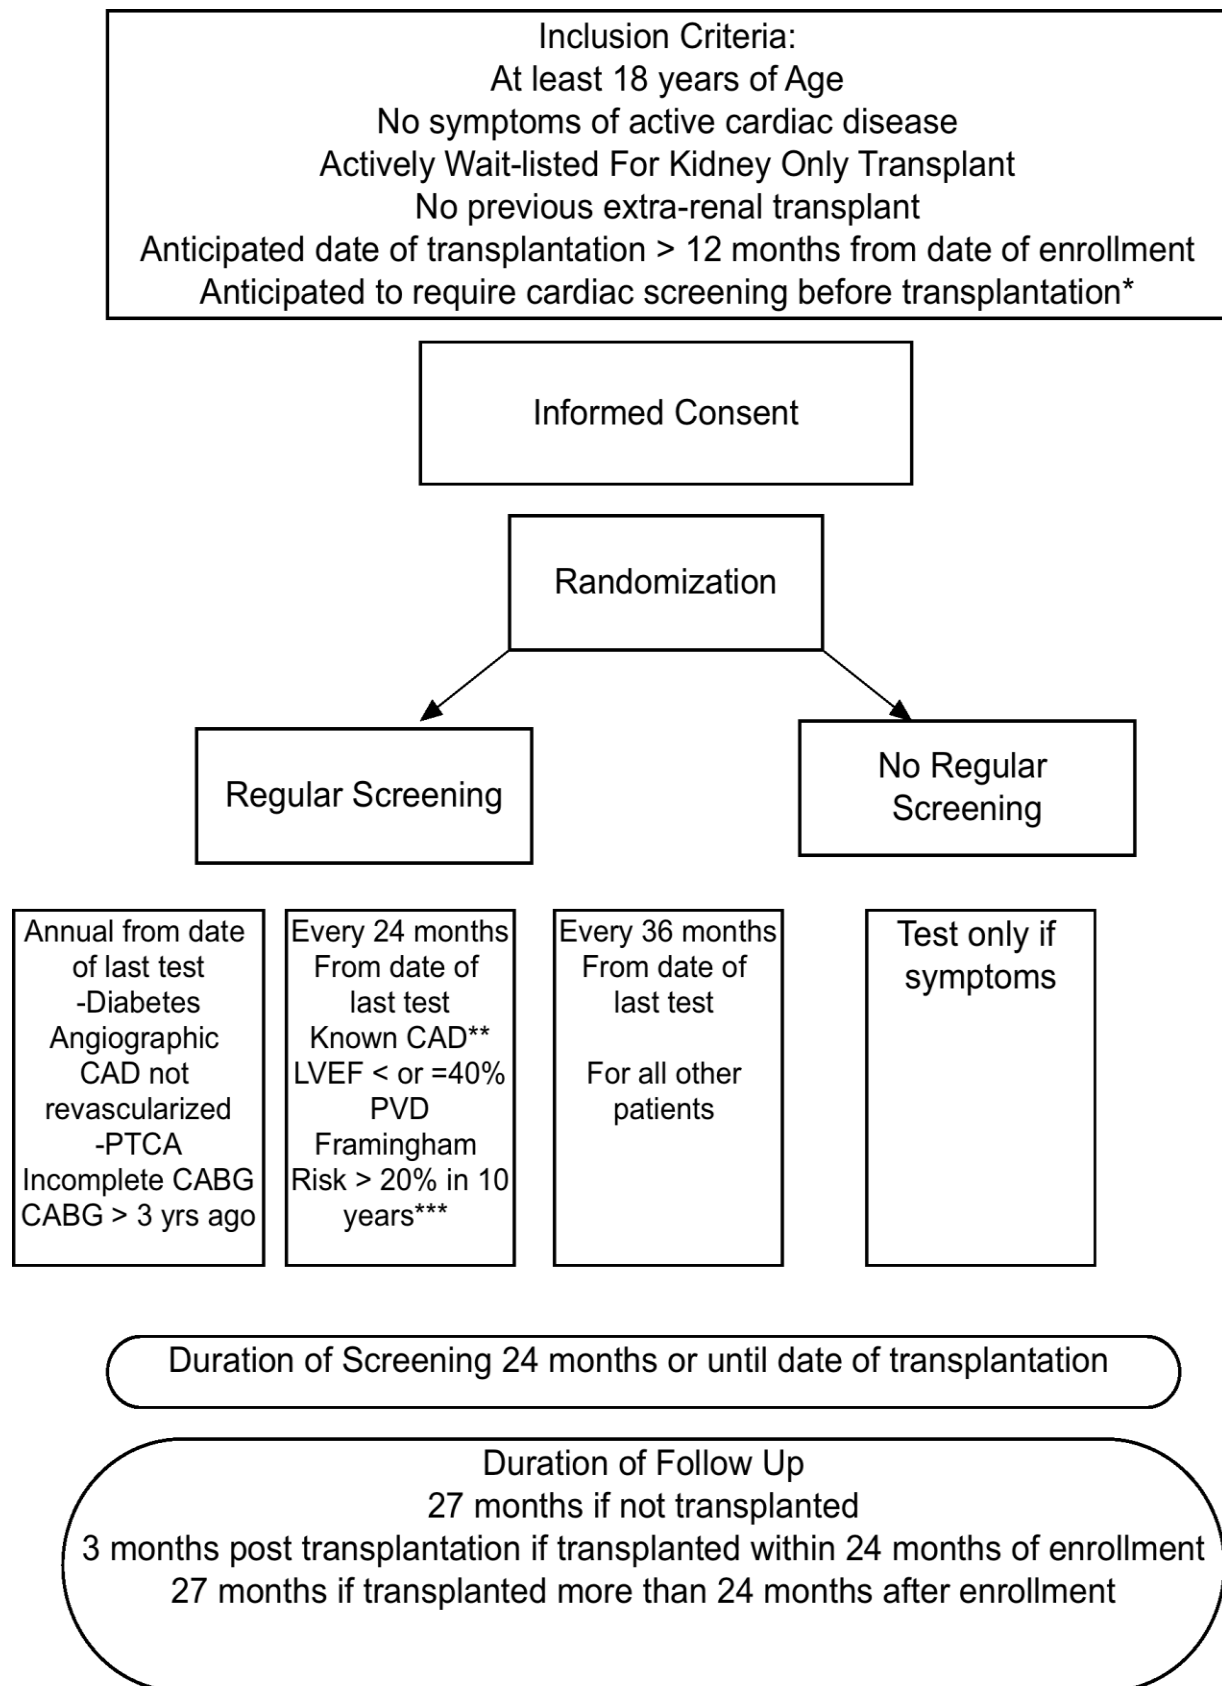 Inclusion Criteria:
At least 18 years of Age
No symptoms of active cardiac disease
Actively Wait-listed For Kidney Only Transplant
No previous extra-renal transplant
Anticipated date of transplantation > 12 months from date of enrollment
Anticipated to require cardiac screening before transplantation*
Informed Consent
Randomization
Regular Screening
No Regular
Screening
Annual from date
of last test
-Diabetes
Angiographic
CAD not
revascularized
-PTCA
Incomplete CABG
CABG > 3 yrs ago
Every 24 months
From date of
last test
Known CAD**
LVEF < or =40%
PVD
Framingham
Risk > 20% in 10
years***
Every 36 months
From date of
last test
For all other
patients
Test only if
symptoms
Duration of Screening 24 months or until date of transplantation
Duration of Follow Up
27 months if not transplanted
3 months post transplantation if transplanted within 24 months of enrollment
27 months if transplanted more than 24 months after enrollment